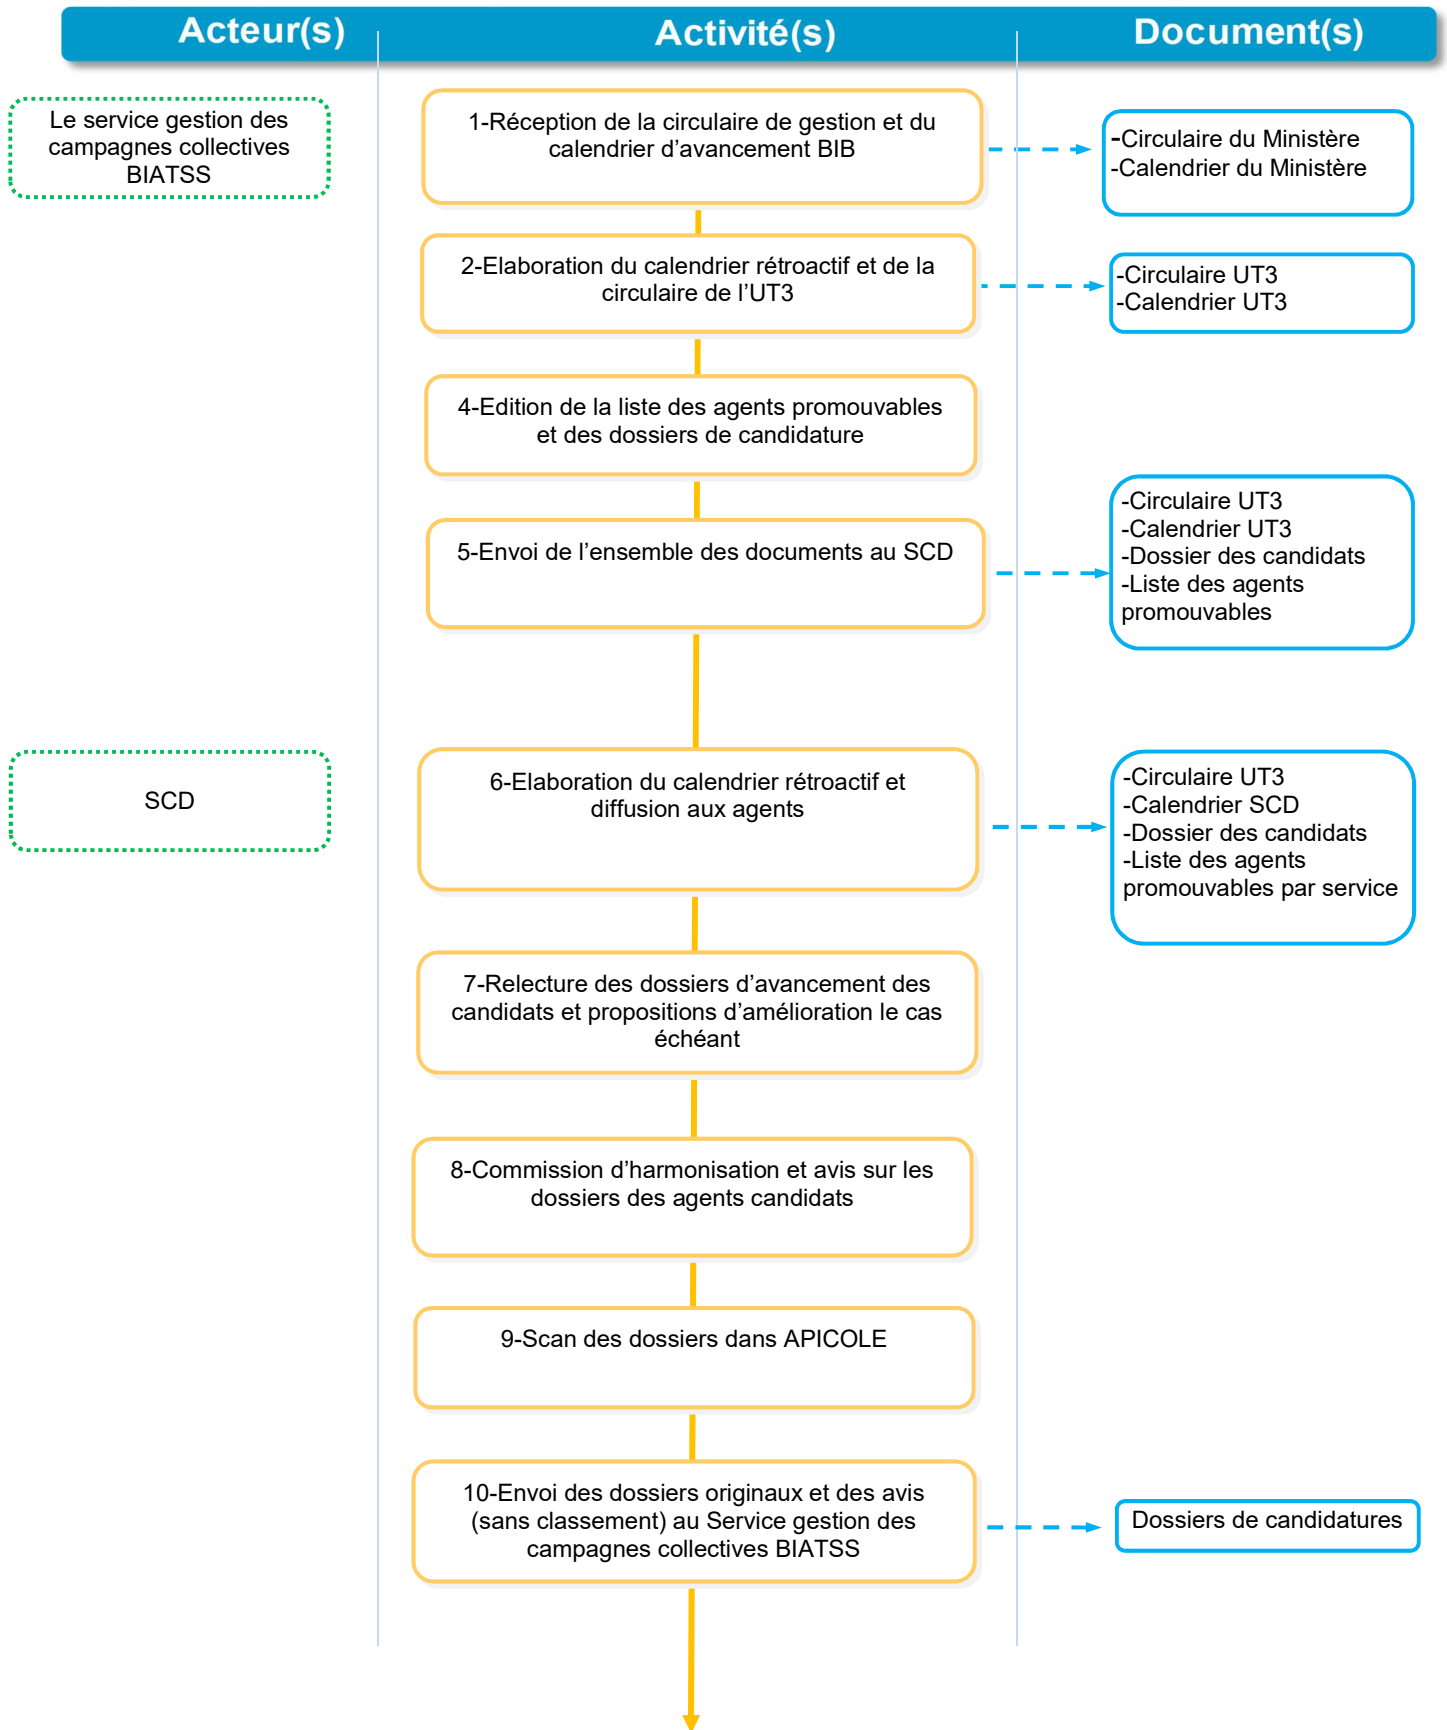 Acteur(s)
Activité(s)
Document(s)
Le service gestion des
campagnes collectives
BIATSS
1-Réception de la circulaire de gestion et du
calendrier d’avancement BIB
-Circulaire du Ministère
-Calendrier du Ministère
2-Elaboration du calendrier rétroactif et de la
circulaire de l’UT3
-Circulaire UT3
-Calendrier UT3
4-Edition de la liste des agents promouvables
et des dossiers de candidature
5-Envoi de l’ensemble des documents au SCD
-Circulaire UT3
-Calendrier UT3
-Dossier des candidats
-Liste des agents
promouvables
SCD
6-Elaboration du calendrier rétroactif et
diffusion aux agents
-Circulaire UT3
-Calendrier SCD
-Dossier des candidats
-Liste des agents
promouvables par service
7-Relecture des dossiers d’avancement des
candidats et propositions d’amélioration le cas
échéant
8-Commission d’harmonisation et avis sur les
dossiers des agents candidats
9-Scan des dossiers dans APICOLE
10-Envoi des dossiers originaux et des avis
(sans classement) au Service gestion des
campagnes collectives BIATSS
Dossiers de candidatures